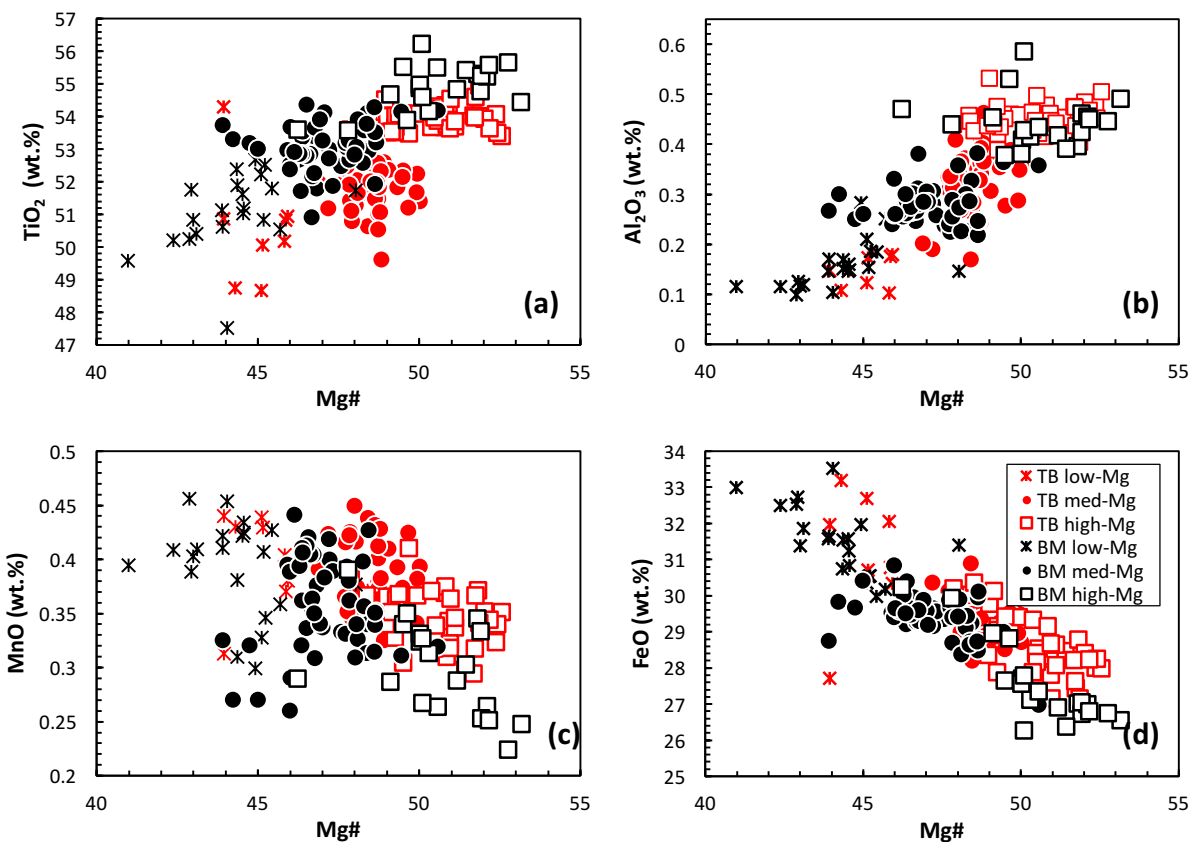 57
56
55
54
53
52
51
50
49
48
47
TiO2 (wt.%)
40 45 50 55
Mg#
(a)
0.6
0.5
0.4
0.3
0.2
0.1
0
Al2O3 (wt.%)
40 45 50 55
Mg#
(b)
0.5
0.45
0.4
0.35
0.3
0.25
0.2
MnO (wt.%)
40 45 50 55
Mg#
(c)
34
33
32
31
30
29
28
27
26
25
FeO (wt.%)
40 45 50 55
Mg#
TB low-Mg
TB med-Mg
TB high-Mg
BM low-Mg
BM med-Mg
BM high-Mg
(d)